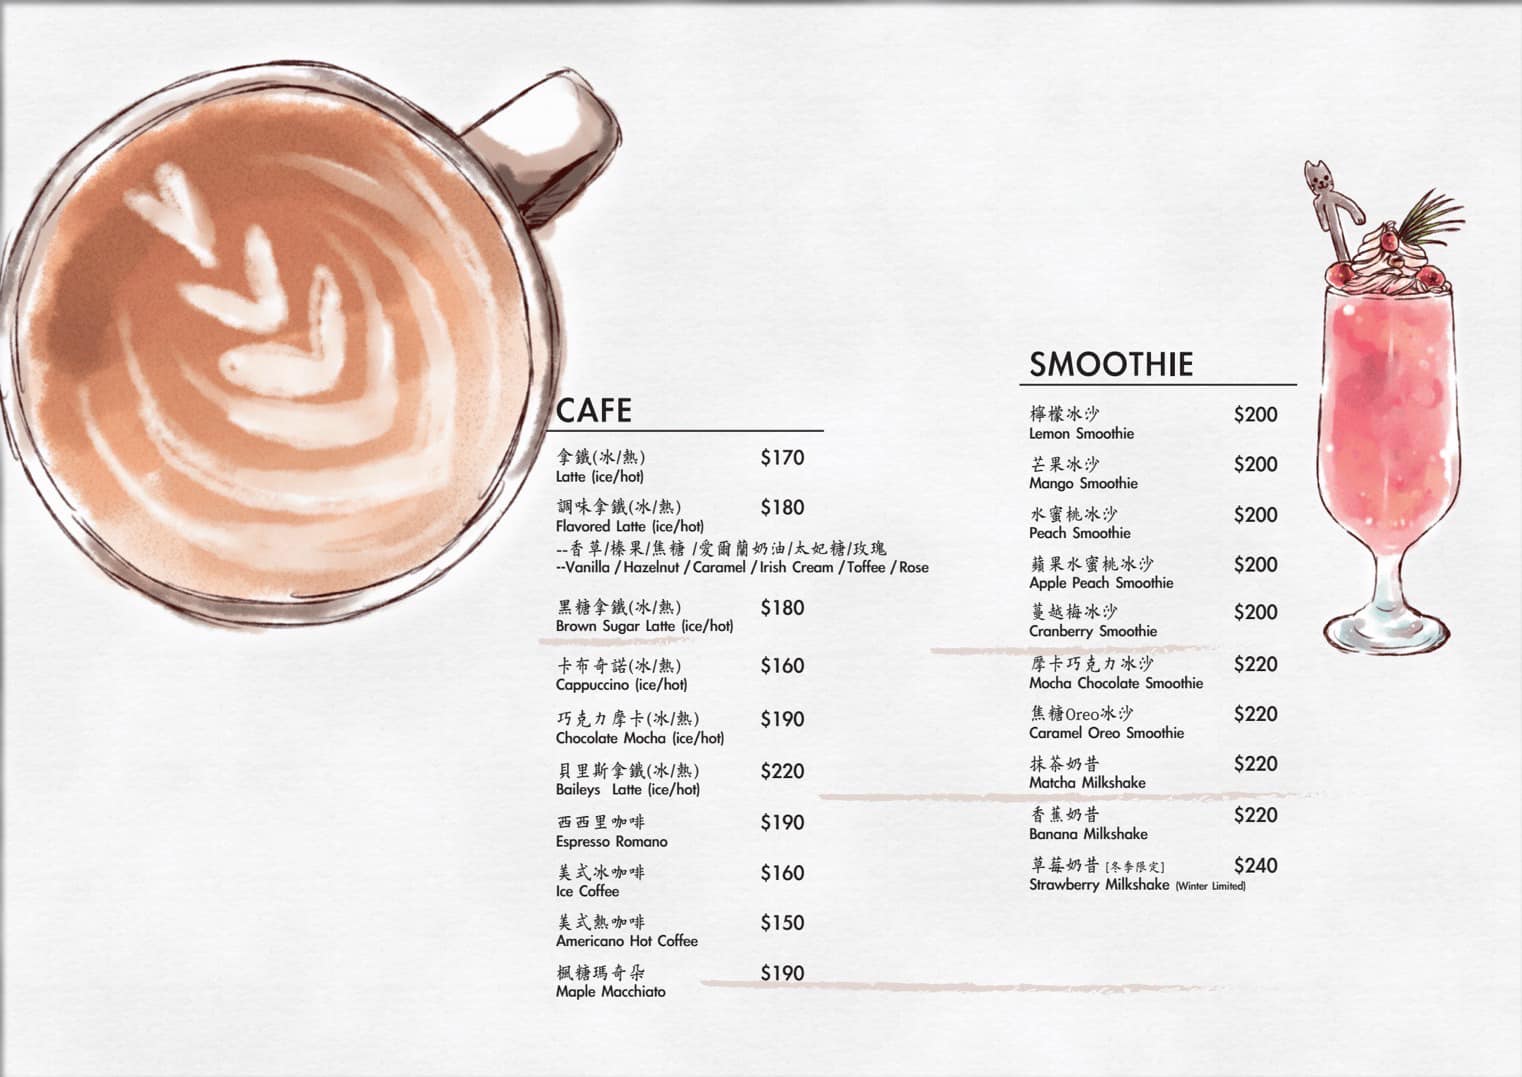 CAFE
拿鐵(冰/熱) $170
Latte (ice/hot)
調味拿鐵(冰/熱) $180
Flavored Latte (ice/hot)
--香草/榛果/焦糖 /愛爾蘭奶油/太妃糖/玫瑰
--Vanilla / Hazelnut / Caramel / Irish Cream / Toffee / Rose
黑糖拿鐵(冰/熱) $180
Brown Sugar Latte (ice/hot)
卡布奇諾(冰/熱) $160
Cappuccino (ice/hot)
巧克力摩卡(冰/熱) $190
Chocolate Mocha (ice/hot)
貝里斯拿鐵(冰/熱) $220
Baileys Latte (ice/hot)
西西里咖啡 $190
Espresso Romano
美式冰咖啡 $160
Ice Coffee
美式熱咖啡 $150
Americano Hot Coffee
楓糖瑪奇朵 $190
Maple Macchiato
SMOOTHIE
檸檬冰沙 $200
Lemon Smoothie
芒果冰沙 $200
Mango Smoothie
水蜜桃冰沙 $200
Peach Smoothie
蘋果水蜜桃冰沙 $200
Apple Peach Smoothie
蔓越梅冰沙 $200
Cranberry Smoothie
摩卡巧克力冰沙 $220
Mocha Chocolate Smoothie
焦糖Oreo冰沙 $220
Caramel Oreo Smoothie
抹茶奶昔 $220
Matcha Milkshake
香蕉奶昔 $220
Banana Milkshake
草莓奶昔 [冬季限定] $240
Strawberry Milkshake (Winter Limited)